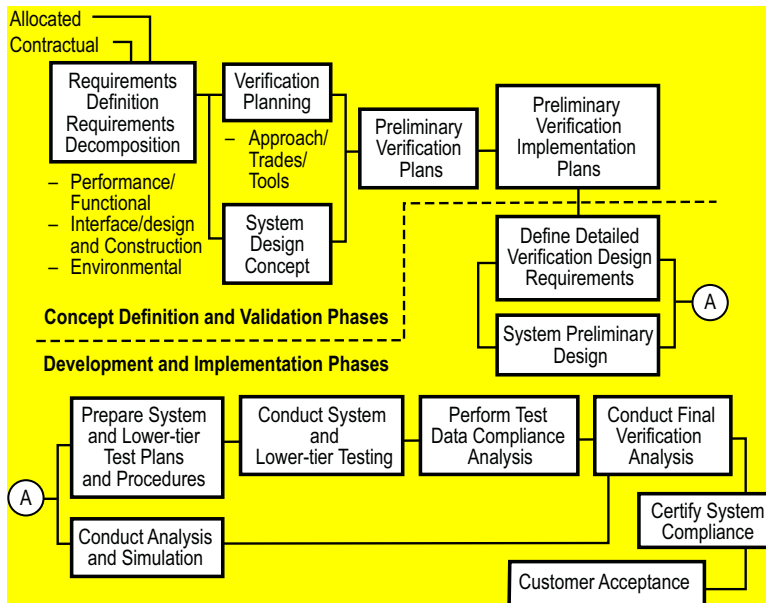 Allocated
Contractual
Requirements
Definition
Requirements
Decomposition
– Performance/
Functional
– Interface/design
and Construction
– Environmental
Verification
Planning
– Approach/
Trades/
Tools
System
Design
Concept
Preliminary
Verification
Plans
Preliminary
Verification
Implementation
Plans
Define Detailed
Verification Design
Requirements
System Preliminary
Design
A
Concept Definition and Validation Phases
Development and Implementation Phases
A
Prepare System
and Lower-tier
Test Plans
and Procedures
Conduct Analysis
and Simulation
Conduct System
and
Lower-tier Testing
Perform Test
Data Compliance
Analysis
Conduct Final
Verification
Analysis
Certify System
Compliance
Customer Acceptance